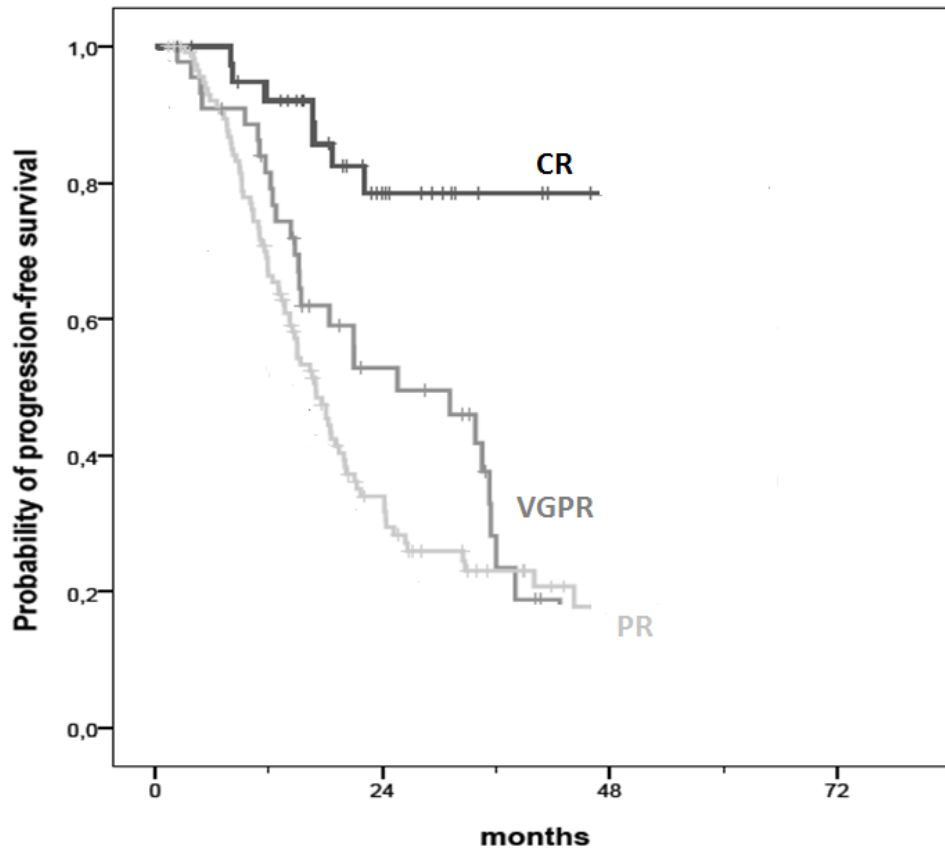 Probability of progression-free survival
1,0
0,8
0,6
0,4
0,2
0,0
CR
VGPR
PR
0 24 48 72
months